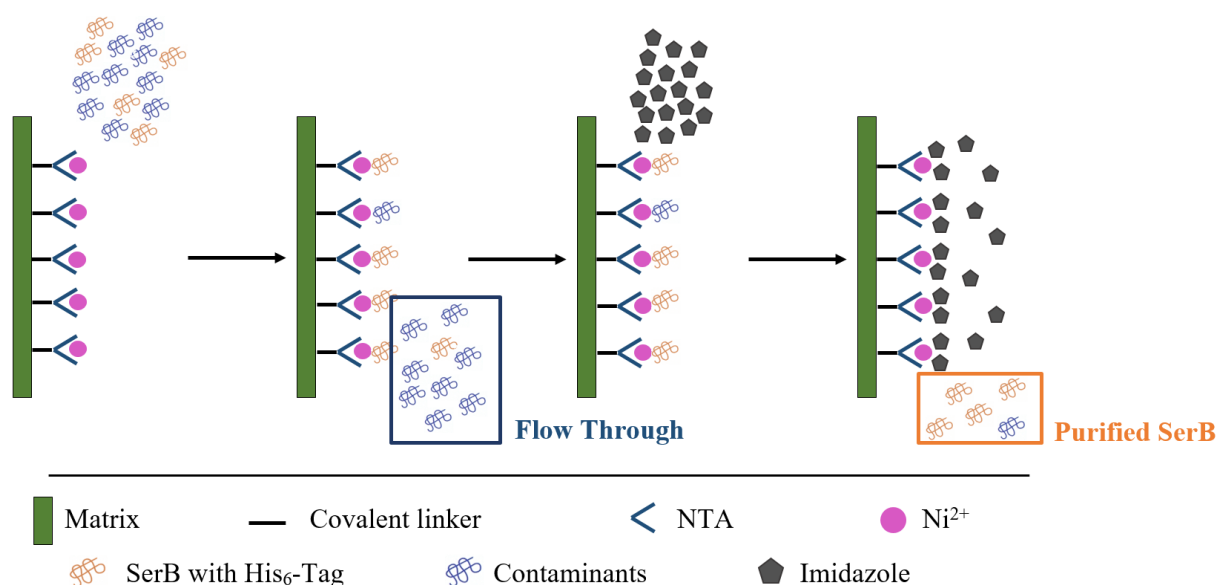 Flow Through
Purified SerB
Matrix Covalent linker NTA Ni²⁺
SerB with His₆-Tag Contaminants Imidazole